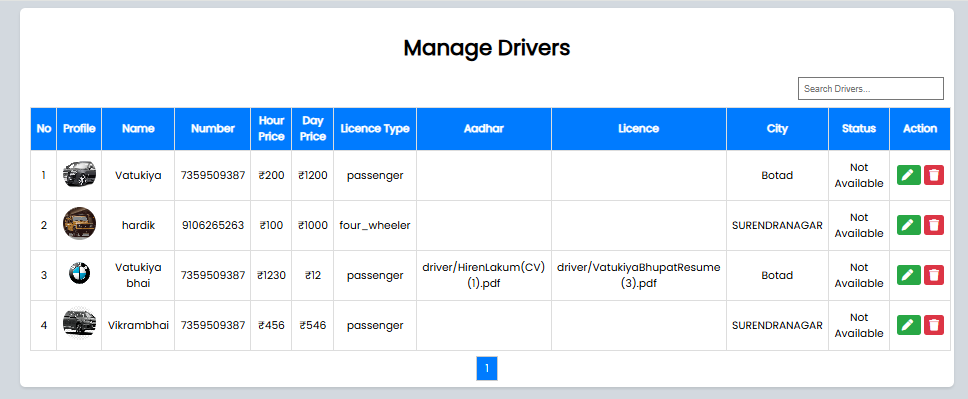 Manage Drivers
Search Drivers...
No Profile Name Number Hour Price Day Price Licence Type Aadhar Licence City Status Action
1 Vatukiya 7359509387 ₹200 ₹1200 passenger Botad Not Available
2 hardik 9106265263 ₹100 ₹1000 four_wheeler SURENDRANAGAR Not Available
3 Vatukiya bhai 7359509387 ₹1230 ₹12 passenger driver/HirenLakum(CV) (1).pdf driver/VatukiyaBhupatResume (3).pdf Botad Not Available
4 Vikrambhai 7359509387 ₹456 ₹546 passenger SURENDRANAGAR Not Available
1